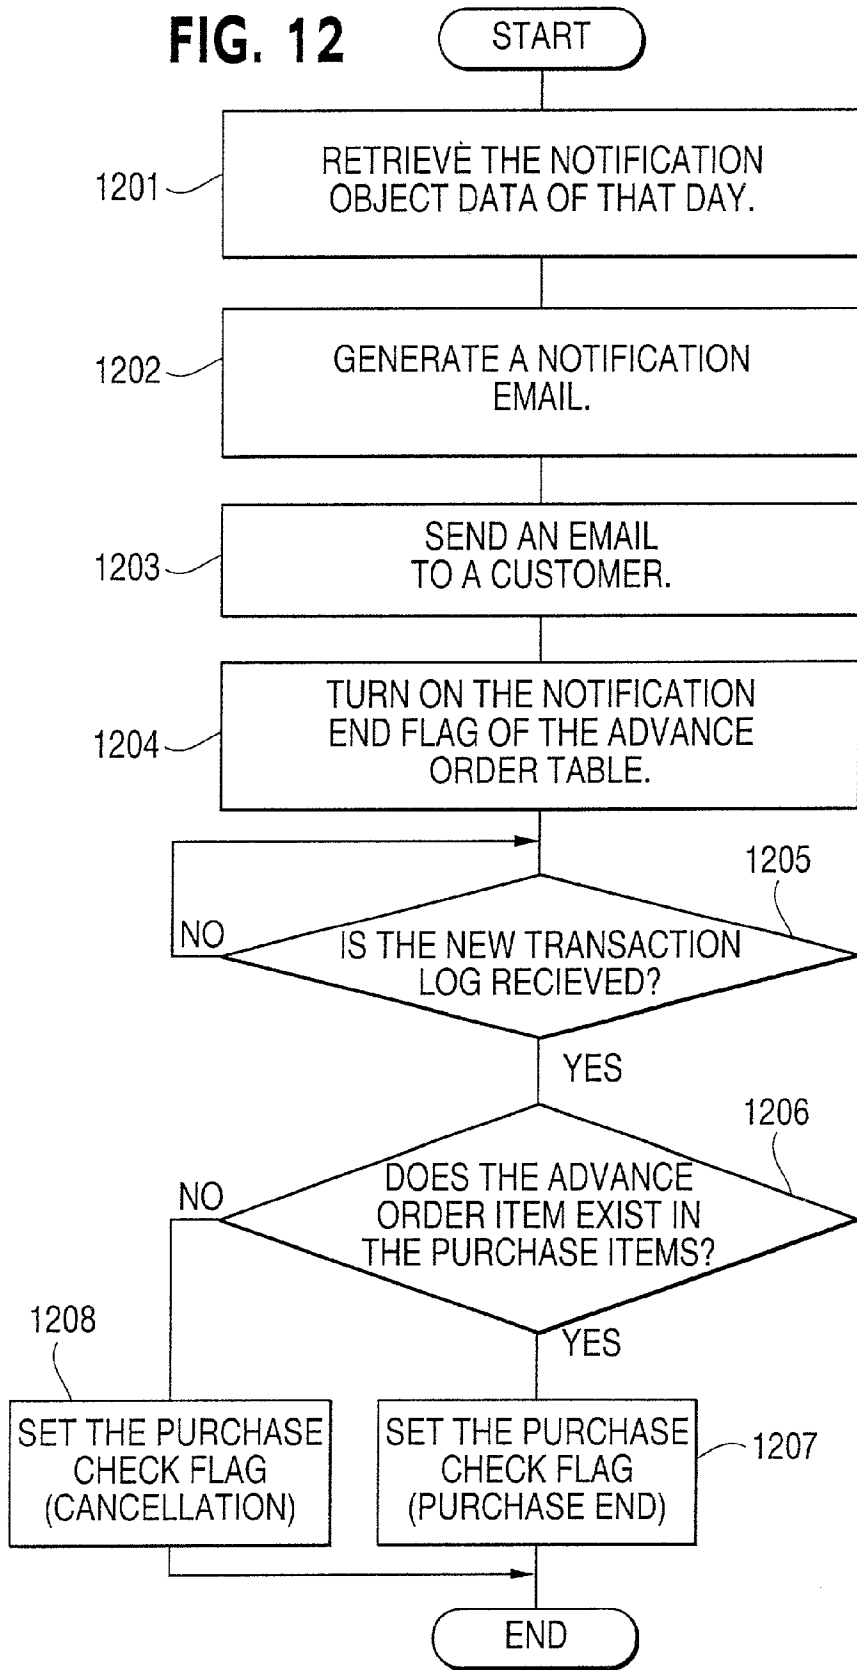 FIG. 12
START
1201
RETRIEVE THE NOTIFICATION
OBJECT DATA OF THAT DAY.
1202
GENERATE A NOTIFICATION
EMAIL.
1203
SEND AN EMAIL
TO A CUSTOMER.
1204
TURN ON THE NOTIFICATION
END FLAG OF THE ADVANCE
ORDER TABLE.
1205
NO
IS THE NEW TRANSACTION
LOG RECIEVED?
YES
1206
NO
DOES THE ADVANCE
ORDER ITEM EXIST IN
THE PURCHASE ITEMS?
YES
1208
SET THE PURCHASE
CHECK FLAG
(CANCELLATION)
SET THE PURCHASE
CHECK FLAG
(PURCHASE END)
1207
END